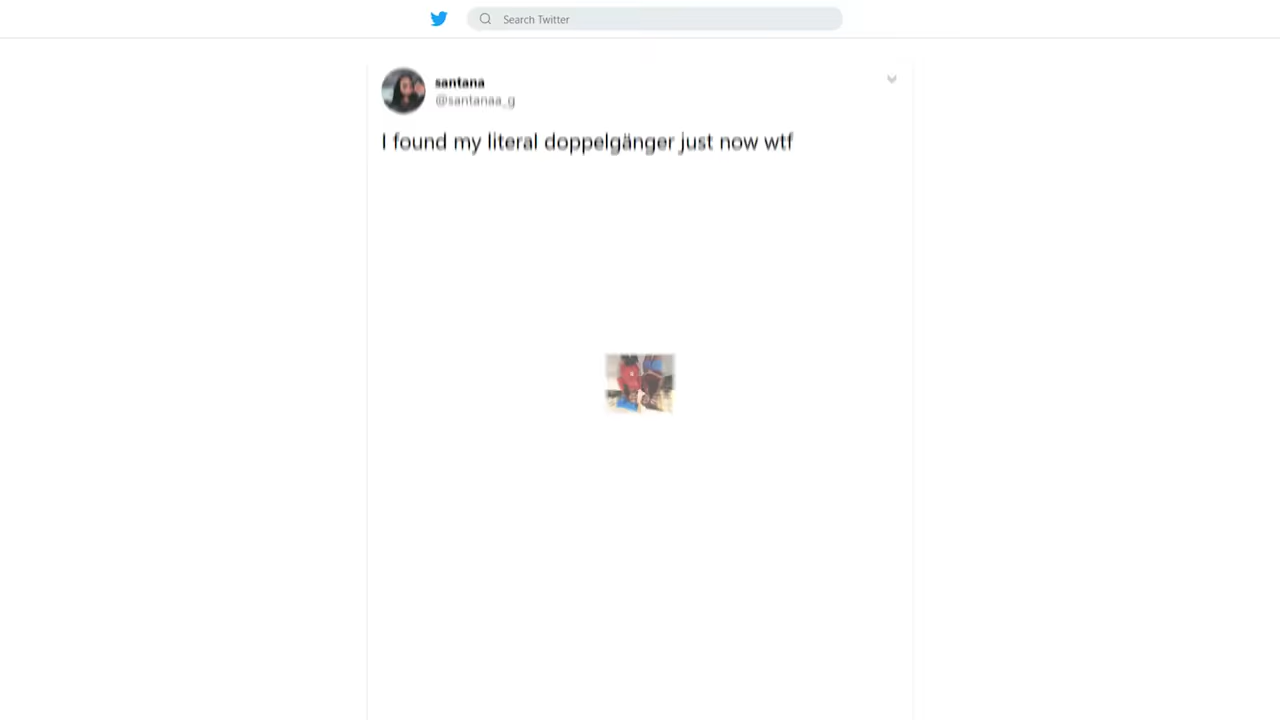 Search Twitter
santana
@santanaa_g
I found my literal doppelgänger just now wtf